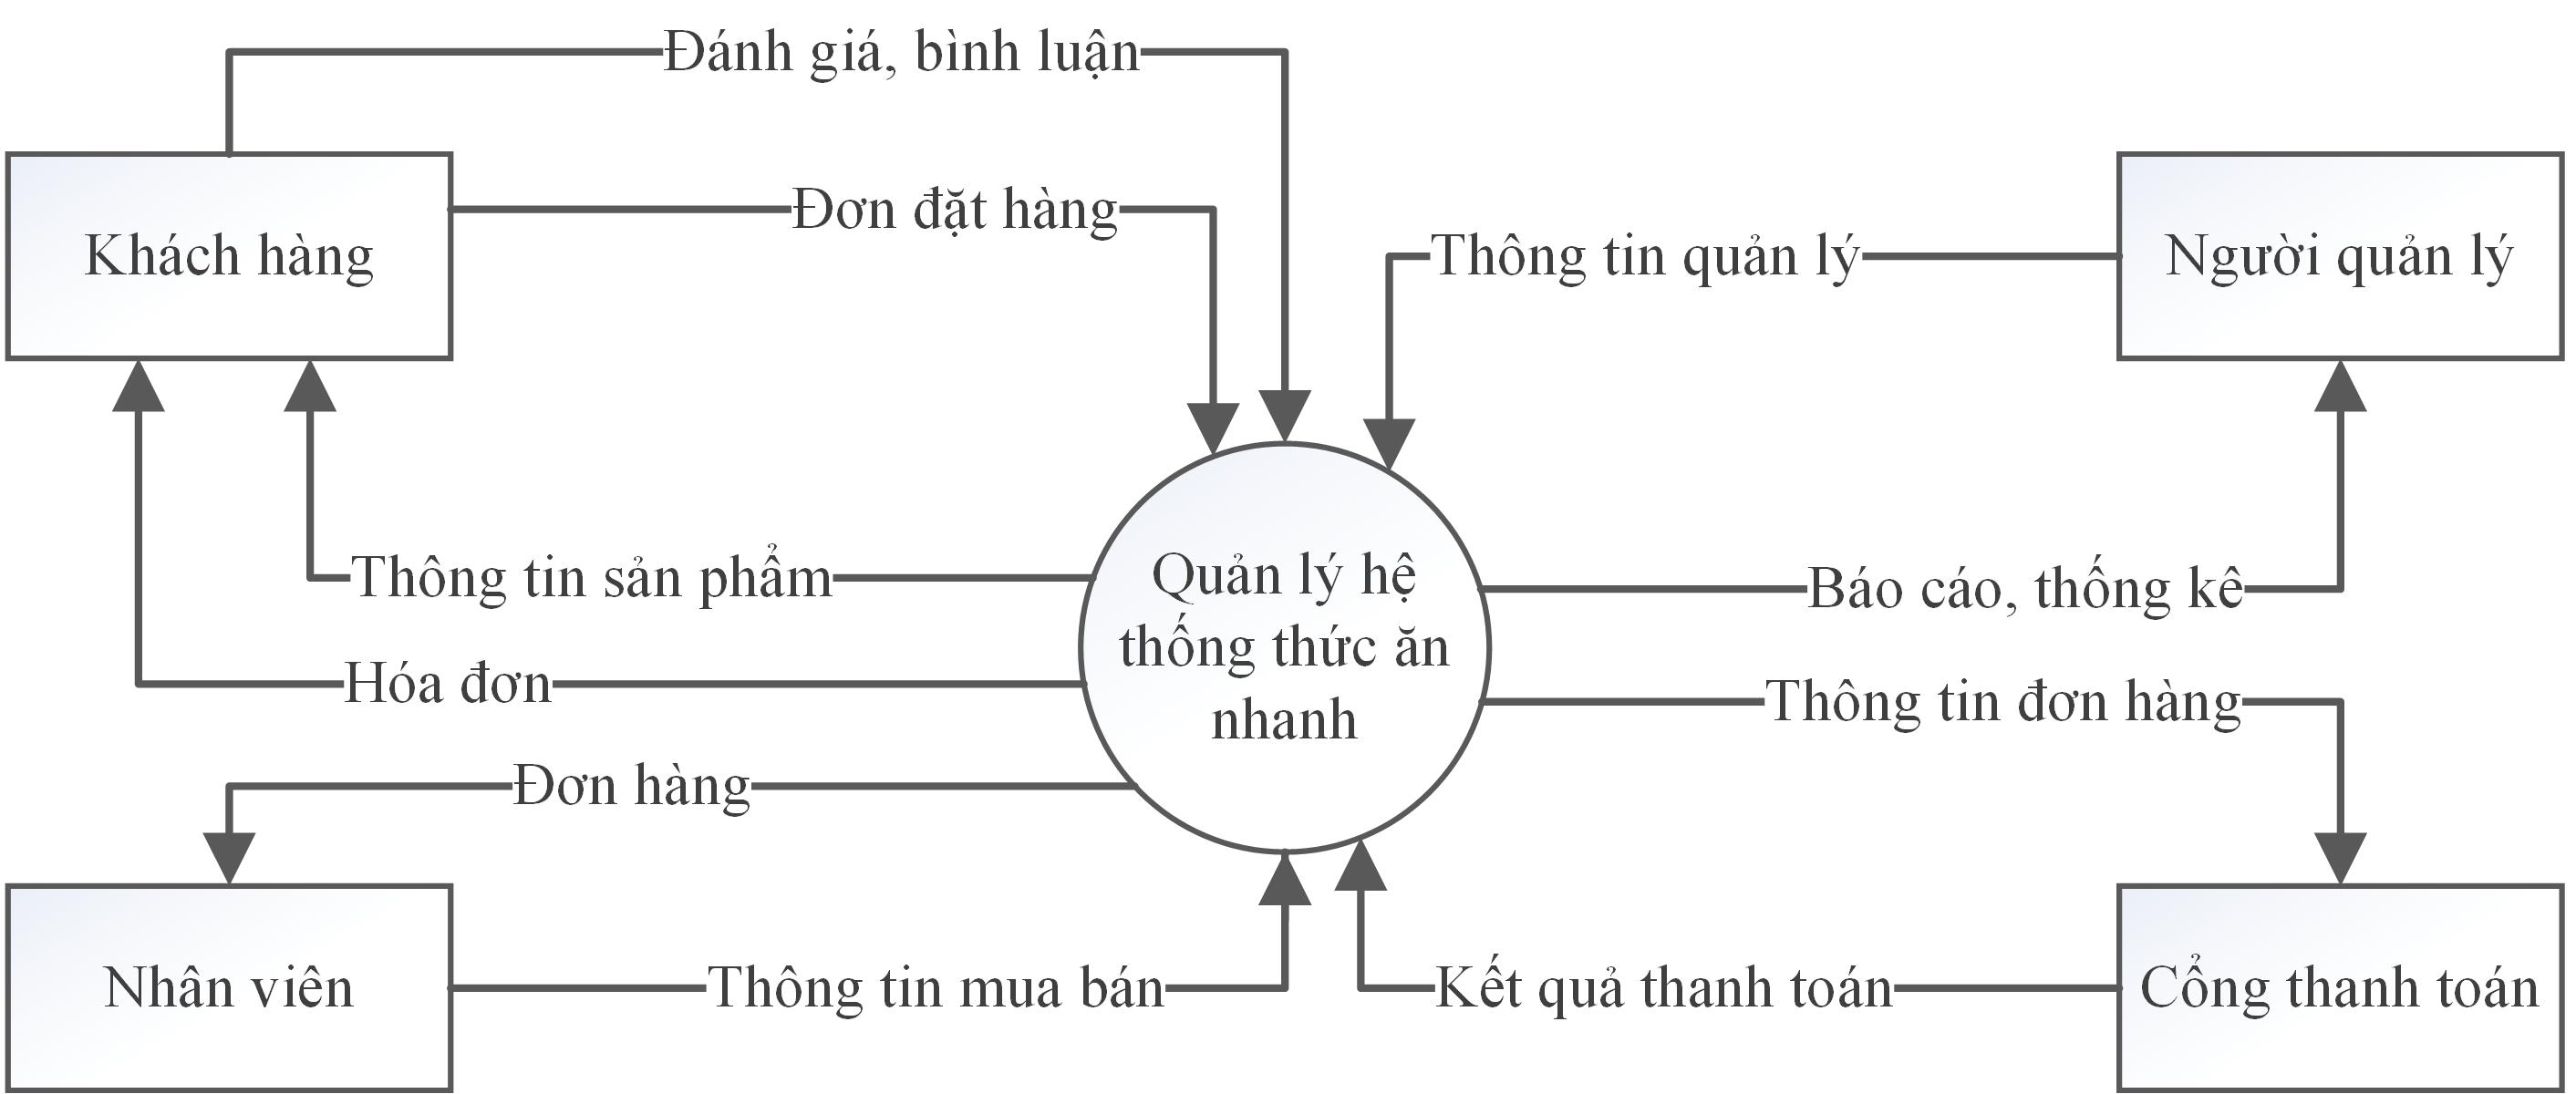 Đánh giá, bình luận
Đơn đặt hàng
Khách hàng
Thông tin quản lý
Người quản lý
Thông tin sản phẩm
Quản lý hệ
thống thức ăn
nhanh
Báo cáo, thống kê
Hóa đơn
Thông tin đơn hàng
Đơn hàng
Nhân viên
Thông tin mua bán
Kết quả thanh toán
Cổng thanh toán